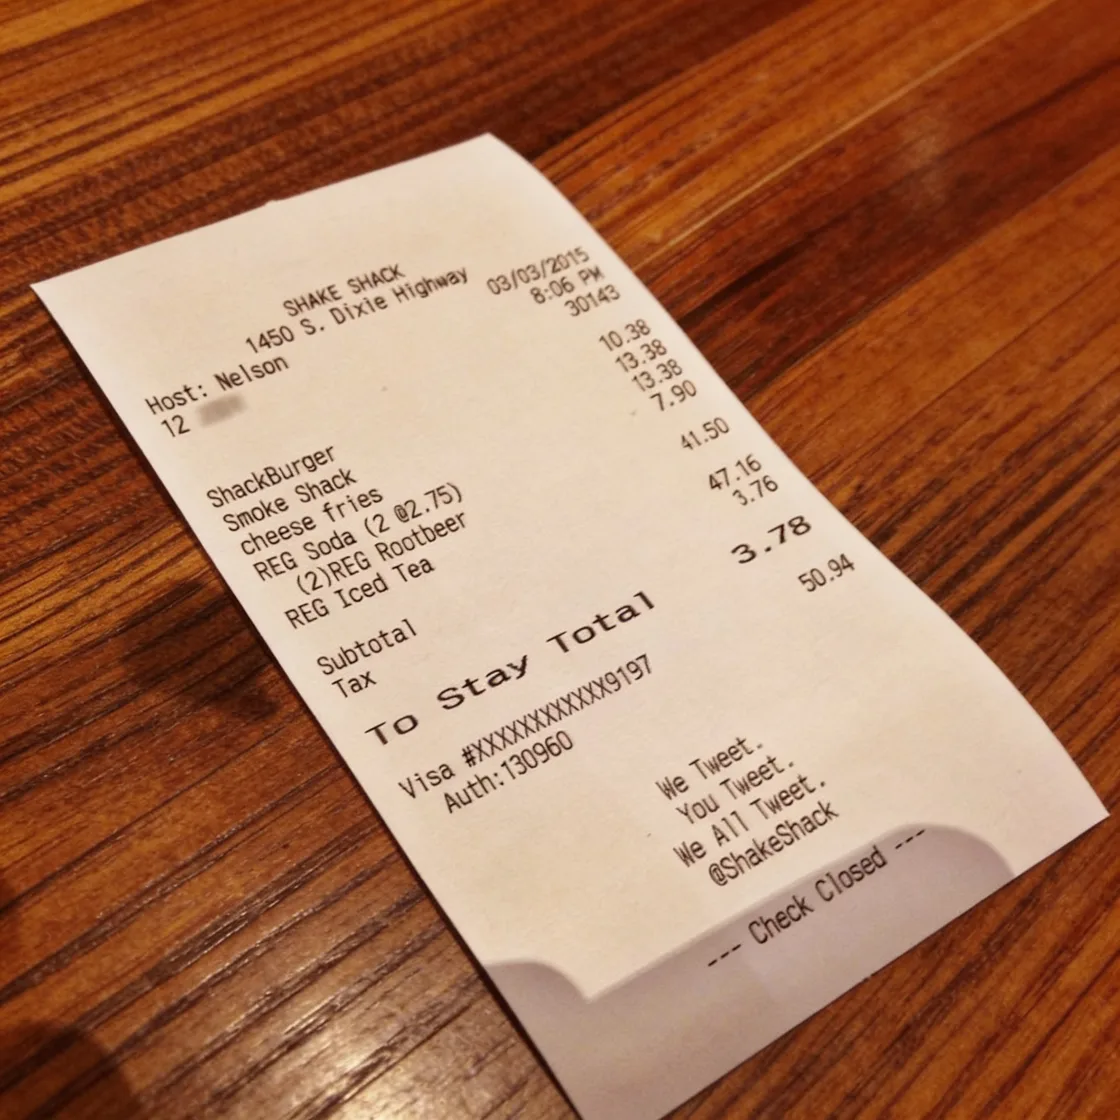 SHAKE SHACK
1450 S. Dixie Highway
03/03/2015
Host: Nelson
8:06 PM
12
30143
ShackBurger
10.38
Smoke Shack
13.38
cheese fries
13.38
REG Soda (2 @2.75)
7.90
(2)REG Rootbeer
REG Iced Tea
41.50
Subtotal
47.16
Tax
3.76
To Stay Total
3.78
Visa #XXXXXXXXXXXX9197
50.94
Auth:130960
We Tweet.
You Tweet.
We All Tweet.
@ShakeShack
--- Check Closed ---